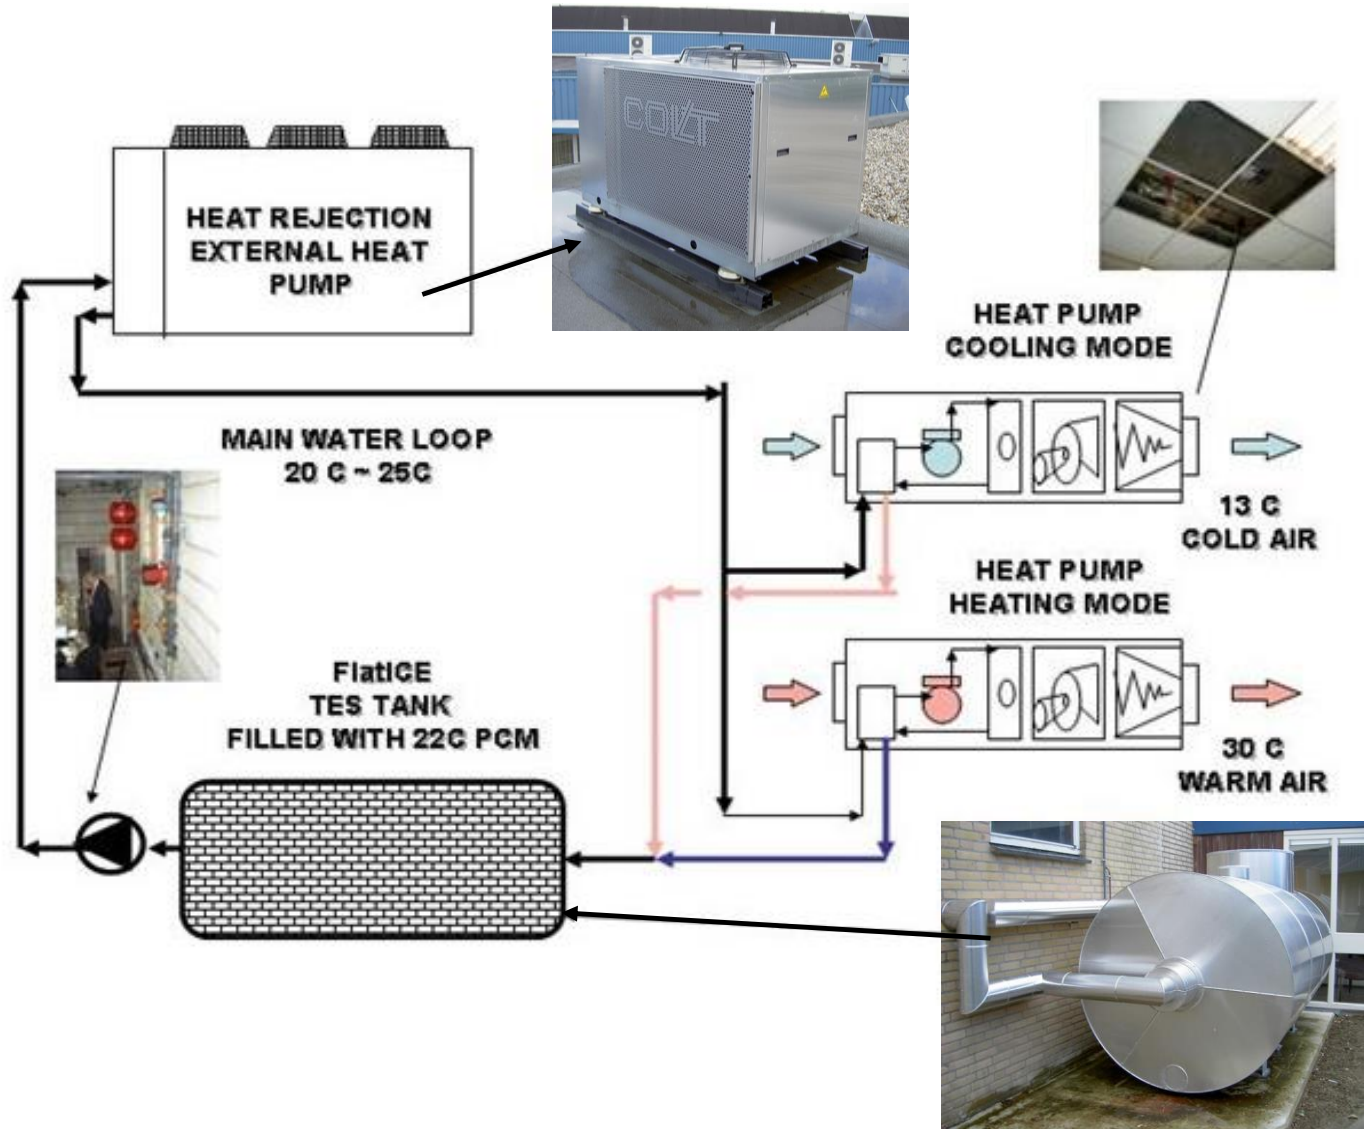 COLT
HEAT REJECTION
EXTERNAL HEAT
PUMP
HEAT PUMP
COOLING MODE
MAIN WATER LOOP
20 C ~ 25C
13 C
COLD AIR
HEAT PUMP
HEATING MODE
FlatICE
TES TANK
FILLED WITH 22C PCM
30 C
WARM AIR